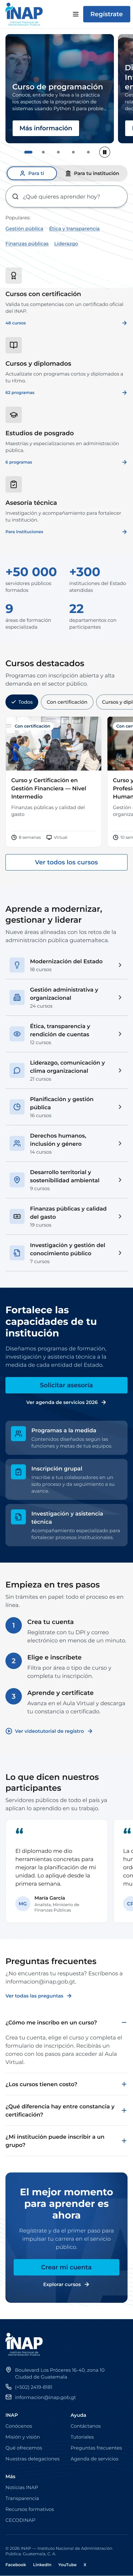 INAP
Regístrate
Curso de programación
Ciencia, entiende y lleva a la práctica
Más información
Para ti
Para tu institución
¿Qué quieres aprender hoy?
Populares
Gestión pública
Ética y transparencia
Finanzas públicas
Liderazgo
Cursos con certificación
Valida tus competencias con un certificado oficial
del INAP.
48 cursos
Cursos y diplomados
Actualízate con programas cortos y diplomados a
tu ritmo.
62 programas
Estudios de posgrado
Maestrías y especializaciones en administración
pública.
6 programas
Asesoría técnica
Investigación y acompañamiento para fortalecer
tu institución.
Para instituciones
+50 000
servidores públicos
formados
+300
instituciones del Estado
atendidas
9
áreas de formación
especializada
22
departamentos con
participantes
Cursos destacados
Programas con inscripción abierta y alta
demanda en el sector público.
Todos
Con certificación
Cursos y dipl
Con certificación
Curso y Certificación en
Gestión Financiera — Nivel
Intermedio
Finanzas públicas y calidad del
gasto
8 semanas
Virtual
Ver todos los cursos
Aprende a modernizar,
gestionar y liderar
Nueve áreas alineadas con los retos de la
administración pública guatemalteca.
Modernización del Estado
18 cursos
Gestión administrativa y
organizacional
24 cursos
Ética, transparencia y
rendición de cuentas
12 cursos
Liderazgo, comunicación y
clima organizacional
21 cursos
Planificación y gestión
pública
16 cursos
Derechos humanos,
inclusión y género
14 cursos
Desarrollo territorial y
sostenibilidad ambiental
9 cursos
Finanzas públicas y calidad
del gasto
19 cursos
Investigación y gestión del
conocimiento público
7 cursos
Fortalece las
capacidades de tu
institución
Diseñamos programas de formación,
investigación y asistencia técnica a la
medida de cada entidad del Estado.
Solicitar asesoría
Ver agenda de servicios 2026
Programas a la medida
Contenidos diseñados según las
funciones y metas de tus equipos.
Inscripción grupal
Inscribe a tus colaboradores en un
solo proceso y da seguimiento a su
avance.
Investigación y asistencia
técnica
Acompañamiento especializado para
fortalecer procesos institucionales.
Empieza en tres pasos
Sin trámites en papel: todo el proceso es en
línea.
1
Crea tu cuenta
Regístrate con tu DPI y correo
electrónico en menos de un minuto.
2
Elige e inscríbete
Filtra por área o tipo de curso y
completa tu inscripción.
3
Aprende y certifícate
Avanza en el Aula Virtual y descarga
tu constancia o certificado.
Ver videotutorial de registro
Lo que dicen nuestros
participantes
Servidores públicos de todo el país ya
aplican lo aprendido en su trabajo.
El diplomado me dio
herramientas concretas para
mejorar la planificación de mi
unidad. Lo apliqué desde la
primera semana.
MG
María García
Analista, Ministerio de
Finanzas Públicas
Preguntas frecuentes
¿No encuentras tu respuesta? Escríbenos a
informacion@inap.gob.gt.
Ver todas las preguntas
¿Cómo me inscribo en un curso?
Crea tu cuenta, elige el curso y completa el
formulario de inscripción. Recibirás un
correo con los pasos para acceder al Aula
Virtual.
¿Los cursos tienen costo?
¿Qué diferencia hay entre constancia y
certificación?
¿Mi institución puede inscribir a un
grupo?
El mejor momento
para aprender es
ahora
Regístrate y da el primer paso para
impulsar tu carrera en el servicio
público.
Crear mi cuenta
Explorar cursos
INAP
Boulevard Los Próceres 16-40, zona 10
Ciudad de Guatemala
(+502) 2419-8181
informacion@inap.gob.gt
INAP
Ayuda
Conócenos
Contáctanos
Misión y visión
Tutoriales
Qué ofrecemos
Preguntas frecuentes
Nuestras delegaciones
Agenda de servicios
Más
Noticias INAP
Transparencia
Recursos formativos
CECODINAP
© 2026 INAP — Instituto Nacional de Administración
Pública. Guatemala, C. A.
Facebook
LinkedIn
YouTube
X